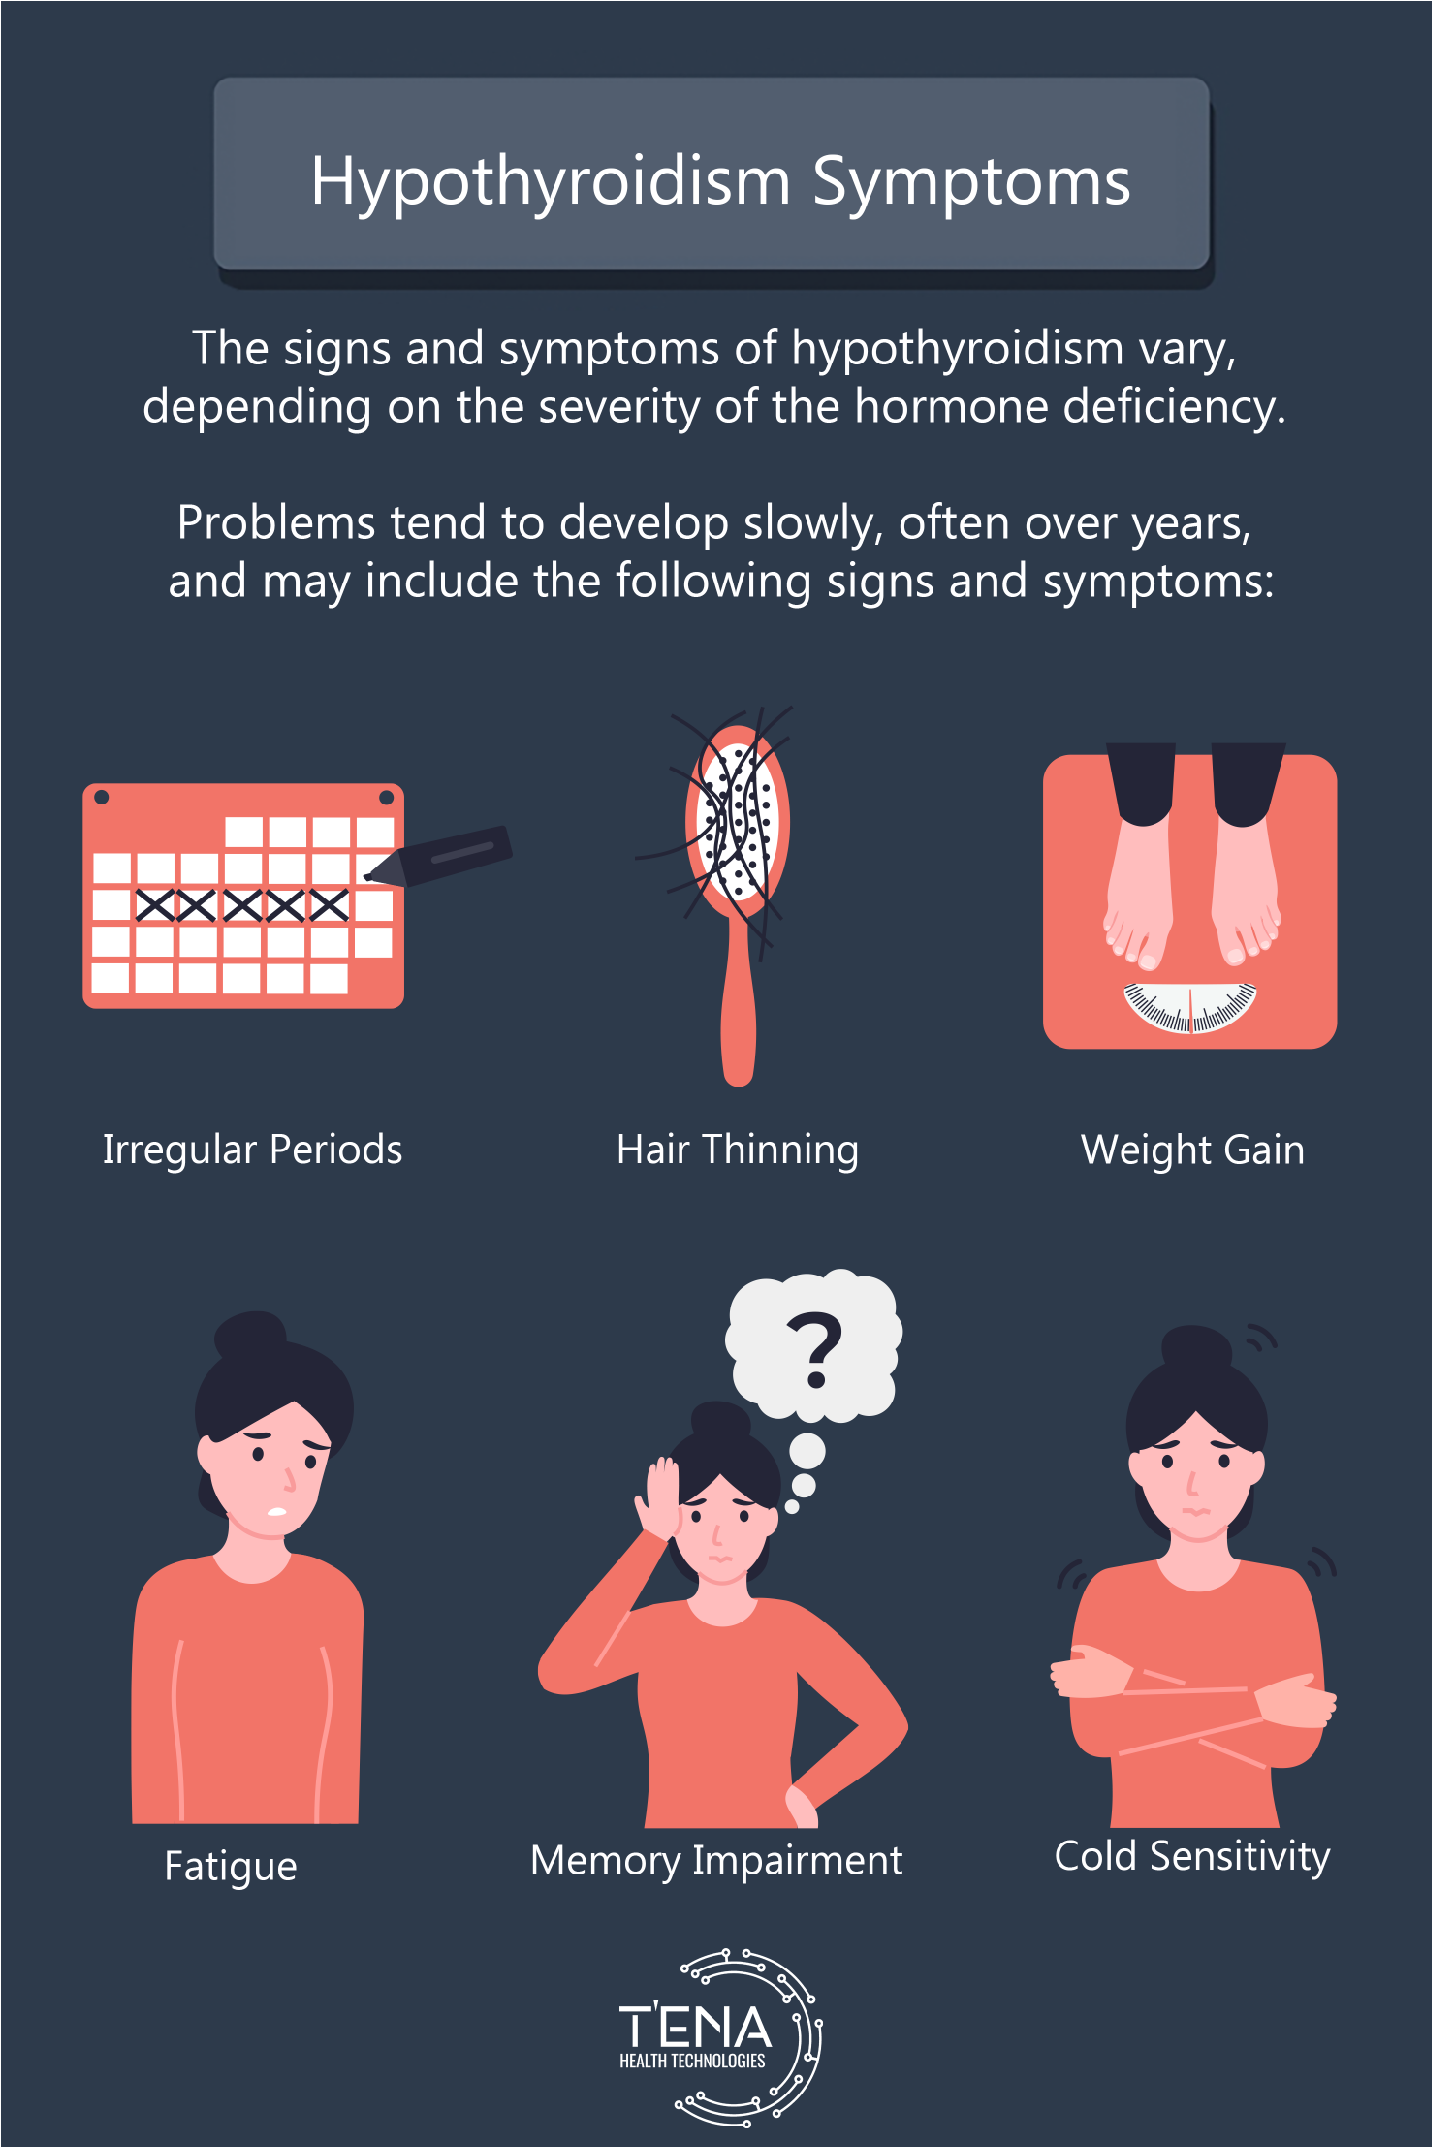 Hypothyroidism Symptoms
The signs and symptoms of hypothyroidism vary,
depending on the severity of the hormone deficiency.
Problems tend to develop slowly, often over years,
and may include the following signs and symptoms:
Irregular Periods
Hair Thinning
Weight Gain
?
Fatigue
Memory Impairment
Cold Sensitivity
T'ENA
HEALTH TECHNOLOGIES